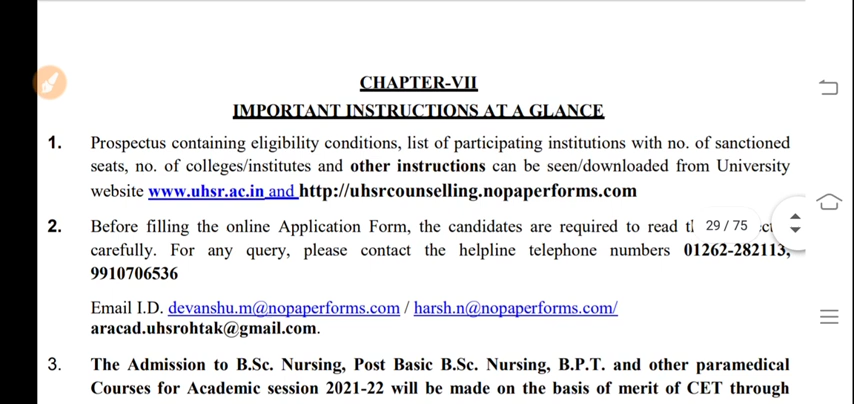 CHAPTER-VII
IMPORTANT INSTRUCTIONS AT A GLANCE
1. Prospectus containing eligibility conditions, list of participating institutions with no. of sanctioned
seats, no. of colleges/institutes and other instructions can be seen/downloaded from University
website www.uhsr.ac.in and http://uhsrcounselling.nopaperforms.com
2. Before filling the online Application Form, the candidates are required to read 29 / 75
carefully. For any query, please contact the helpline telephone numbers 01262-282113,
9910706536
Email I.D. devanshu.m@nopaperforms.com / harsh.n@nopaperforms.com/
aracad.uhsrohtak@gmail.com.
3. The Admission to B.Sc. Nursing, Post Basic B.Sc. Nursing, B.P.T. and other paramedical
Courses for Academic session 2021-22 will be made on the basis of merit of CET through